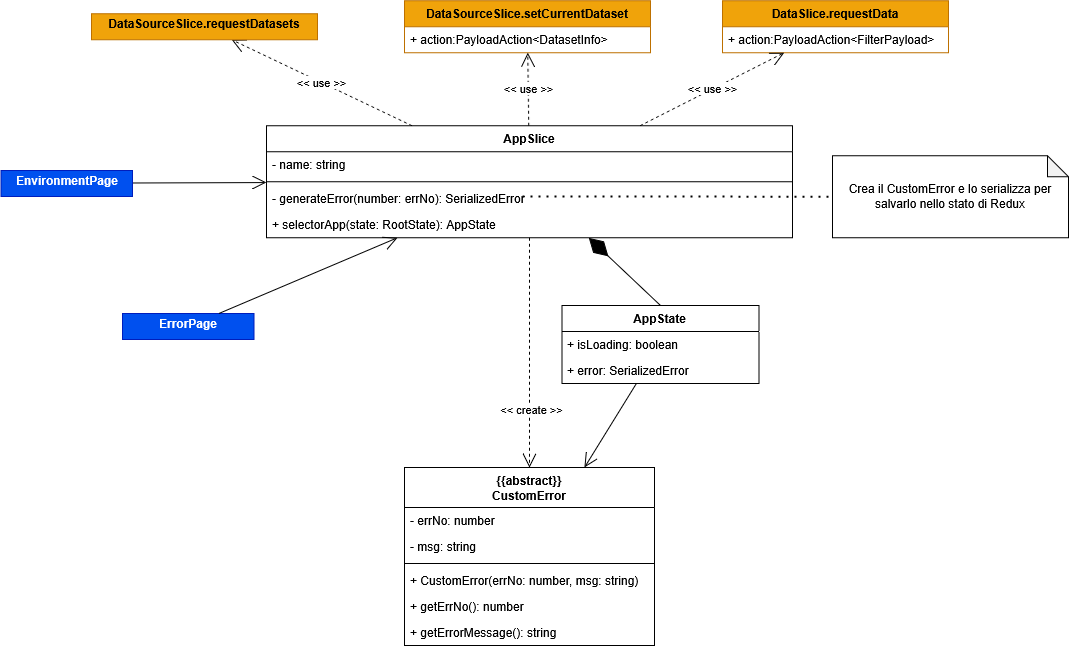 DataSourceSlice.requestDatasets
DataSourceSlice.setCurrentDataset
+ action:PayloadAction<DatasetInfo>
DataSlice.requestData
+ action:PayloadAction<FilterPayload>
<< use >>
<< use >>
<< use >>
AppSlice
- name: string
- generateError(number: errNo): SerializedError
+ selectorApp(state: RootState): AppState
EnvironmentPage
Crea il CustomError e lo serializza per
salvarlo nello stato di Redux
ErrorPage
AppState
+ isLoading: boolean
+ error: SerializedError
<< create >>
{{abstract}}
CustomError
- errNo: number
- msg: string
+ CustomError(errNo: number, msg: string)
+ getErrNo(): number
+ getErrorMessage(): string